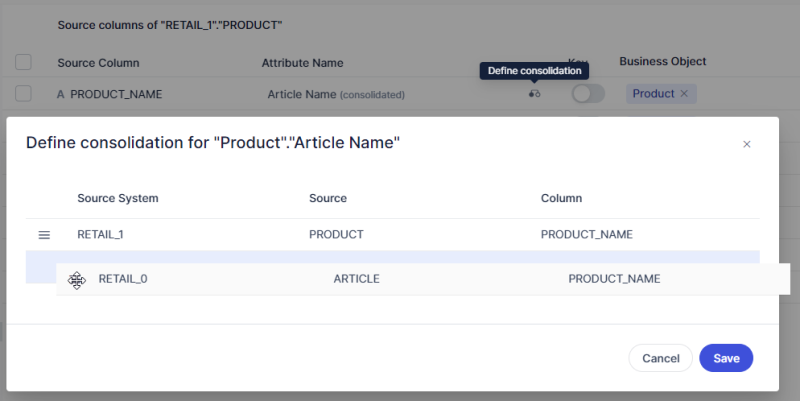 Source columns of "RETAIL_1"."PRODUCT"
Source Column Attribute Name Key Business Object
Define consolidation
A PRODUCT_NAME Article Name (consolidated) Product ×
Define consolidation for "Product"."Article Name" ×
Source System Source Column
RETAIL_1 PRODUCT PRODUCT_NAME
RETAIL_0 ARTICLE PRODUCT_NAME
Cancel Save